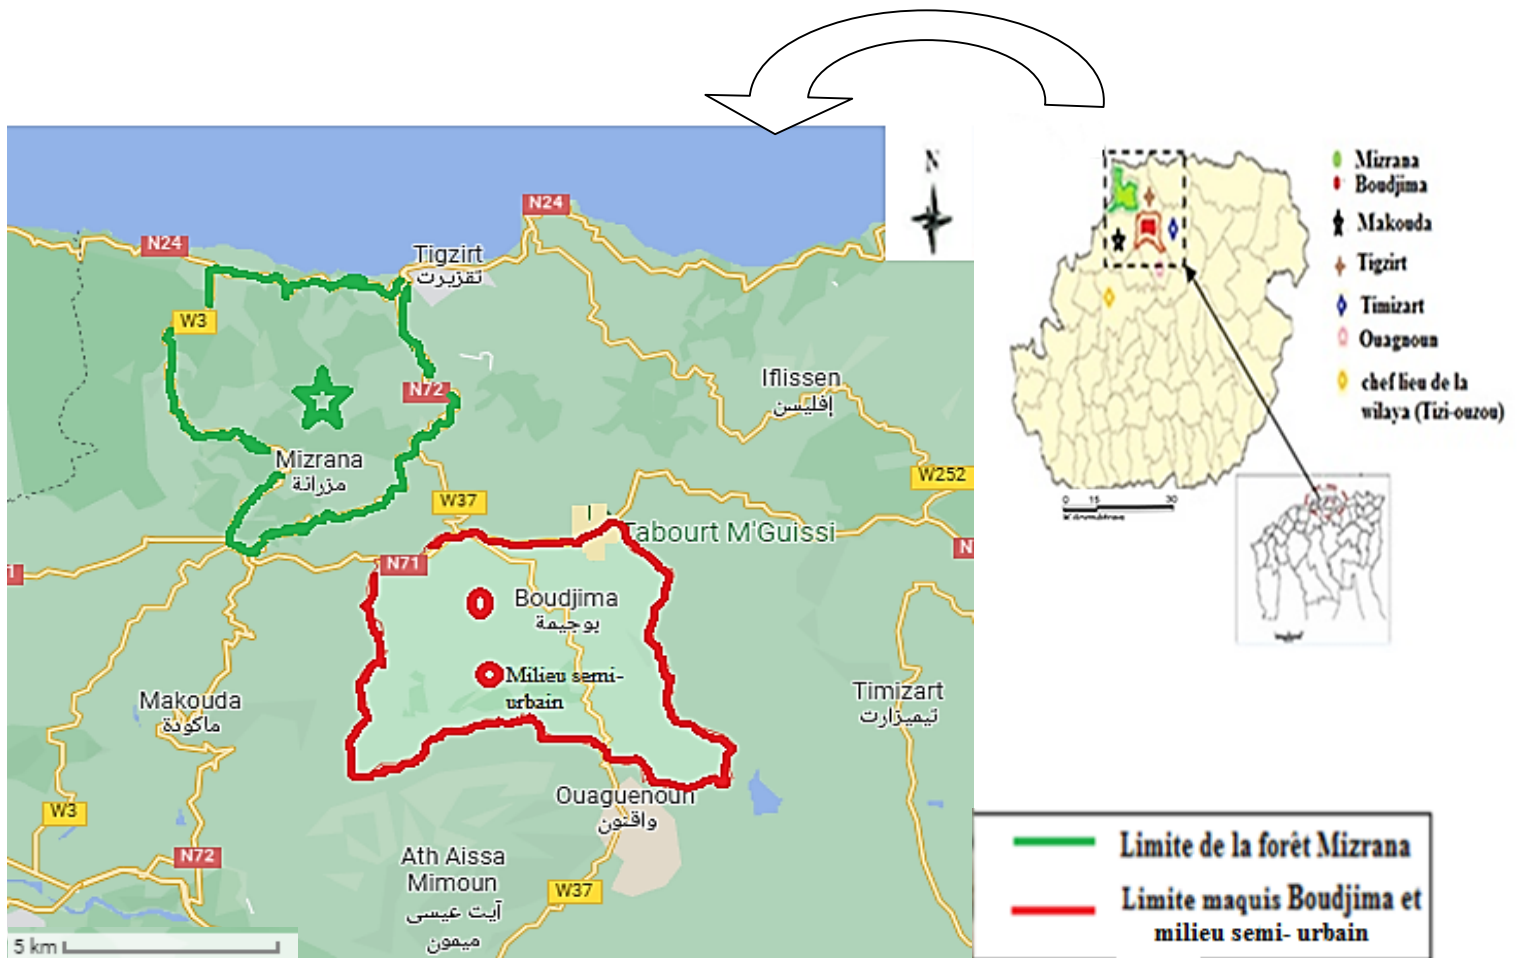 N24
N24
Tigzirt
تقزيرت
W3
N72
Iflissen
إفليسن
Mizrana
مزرانة
W37
W252
Tabourt M'Guissi
N71
N
1
Boudjima
بوجيمة
Milieu semi-
urbain
Makouda
ماكودة
Timizart
تيميزارت
Ouaguenoun
واقنون
W3
N72
Ath Aissa
Mimoun
آيت عيسى
ميمون
W37
5 km
N
Mizrana
Boudjima
Makouda
Tigzirt
Timizart
Ouagnoun
chef lieu de la
wilaya (Tizi-ouzou)
0 15 30
Kilomètres
Limite de la forêt Mizrana
Limite maquis Boudjima et
milieu semi- urbain